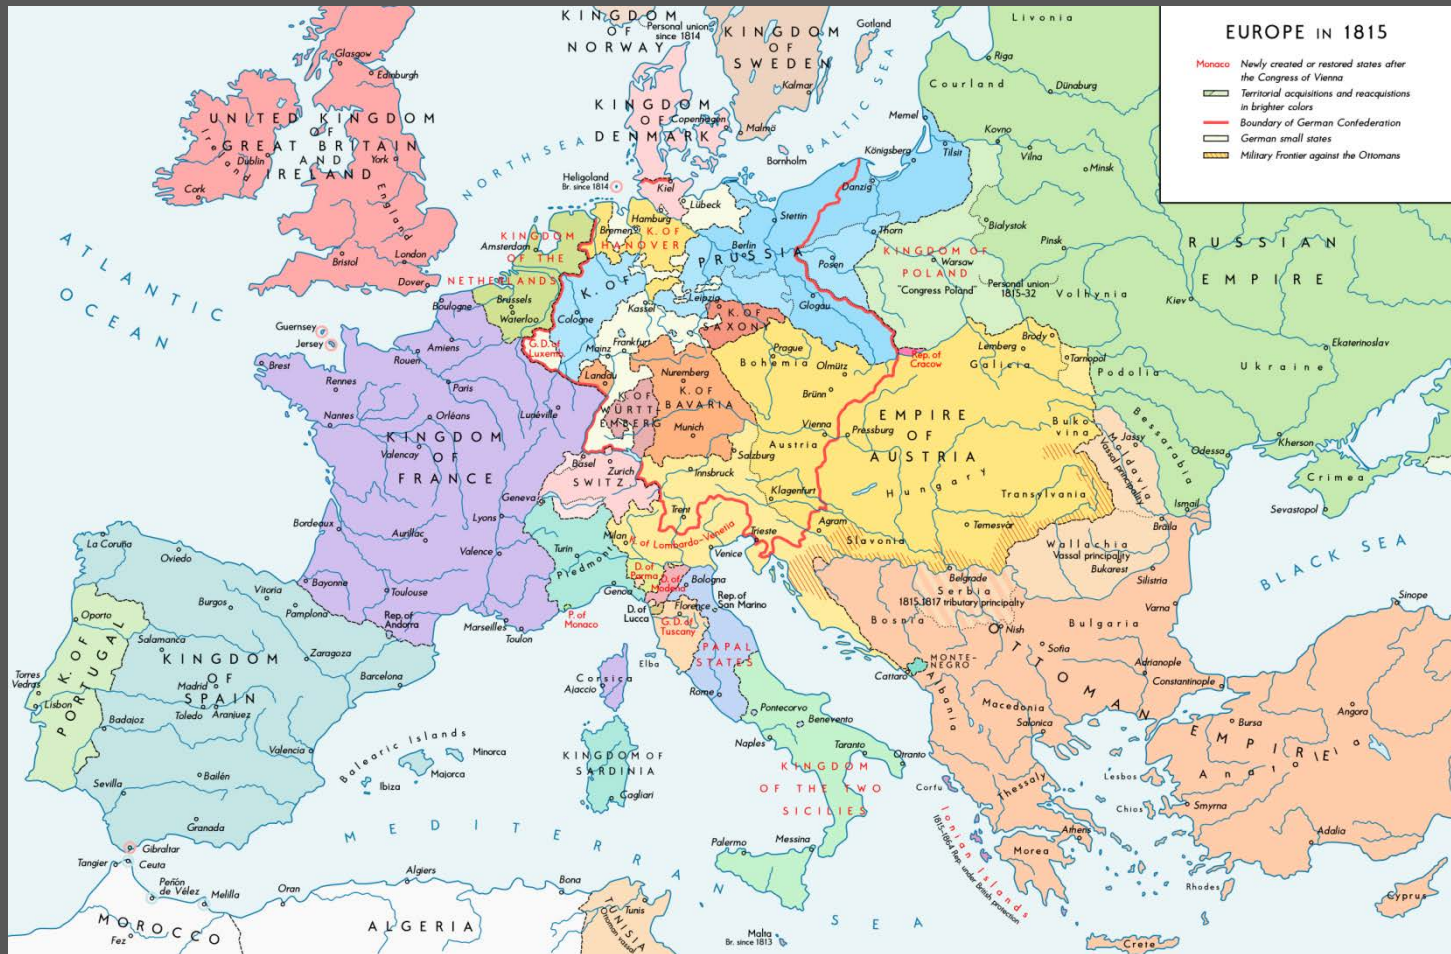 EUROPE IN 1815
Monaco Newly created or restored states after
the Congress of Vienna
Territorial acquisitions and reacquisitions
in brighter colors
Boundary of German Confederation
German small states
Military Frontier against the Ottomans
KINGDOM
OF
NORWAY
Personal union
since 1814
KINGDOM
OF
SWEDEN
Gotland
Kalmar
Malmö
BALTIC SEA
Bornholm
Livonia
Riga
Courland
Dünaburg
Memel
Kovno
Vilna
Minsk
Königsberg
Tilsit
Danzig
Bialystok
Pinsk
RUSSIAN
EMPIRE
Glasgow
Edinburgh
UNITED KINGDOM
OF
GREAT BRITAIN
AND
IRELAND
Ireland
Dublin
York
Cork
England
London
Bristol
Dover
NORTH SEA
ATLANTIC
OCEAN
KINGDOM
OF
DENMARK
Copenhagen
Heligoland
Br. since 1814
Kiel
Lübeck
Hamburg
Bremen
K. OF
HANOVER
Stettin
Berlin
K. OF PRUSSIA
Thorn
Posen
Glogau
KINGDOM OF
POLAND
Warsaw
"Congress Poland"
Personal union
1815-32
Volhynia
Kiev
KINGDOM
OF THE
NETHERLANDS
Amsterdam
Brussels
Waterloo
Cologne
Kassel
Leipzig
K. OF
SAXONY
G.D. of
Luxemb.
Mainz
Frankfurt
Landau
Nuremberg
K. OF
BAVARIA
Munich
K. OF
WÜRTT-
EMBERG
Prague
Bohemia
Olmütz
Brünn
Rep. of
Cracow
Lemberg
Brody
Tarnopol
Galicia
Podolia
Ekaterinoslav
Ukraine
Guernsey
Jersey
Boulogne
Amiens
Rouen
Brest
Rennes
Paris
Nantes
Orléans
Lunéville
KINGDOM
OF
FRANCE
Valencay
Bordeaux
Aurillac
Lyons
Valence
Bayonne
Toulouse
Marseilles
Toulon
Rep. of
Andorra
Basel
Zurich
SWITZ.
Geneva
Vienna
Pressburg
Austria
Salzburg
Innsbruck
Klagenfurt
EMPIRE
OF
AUSTRIA
Hungary
Buko-
vina
Transylvania
Temesvár
Agram
Slavonia
Trent
Trieste
Venice
Milan
K. of Lombardo-Venetia
Turin
Piedmont
Genoa
D. of
Parma
D. of
Modena
Bologna
P. of
Monaco
D. of
Lucca
Florence
G.D. of
Tuscany
Rep. of
San Marino
PAPAL
STATES
Elba
Rome
Corsica
Ajaccio
KINGDOM OF
SARDINIA
Cagliari
Pontecorvo
Benevento
Naples
Taranto
Otranto
KINGDOM
OF THE TWO
SICILIES
Palermo
Messina
Malta
Br. since 1813
Jassy
Moldavia
Vassal principality
Bessarabia
Odessa
Kherson
Crimea
Sevastopol
Ismail
Braila
Wallachia
Vassal principality
Bukarest
Silistria
BLACK SEA
Varna
Sinope
Belgrade
Serbia
1815.1817 tributary principality
Bosnia
Nish
Bulgaria
Sofia
MONTE-
NEGRO
Cattaro
Albania
Macedonia
Salonica
Adrianople
Constantinople
OTTOMAN
EMPIRE
Bursa
Angora
Anatolia
Lesbos
Chios
Smyrna
Adalia
Thessaly
Athens
Morea
Corfu
Ionian Islands
1815-1864 Rep. under British protection
Rhodes
Cyprus
Crete
La Coruña
Oviedo
Vitoria
Burgos
Pamplona
Oporto
Salamanca
Zaragoza
Barcelona
KINGDOM
OF
SPAIN
Madrid
Toledo
Aranjuez
K. OF
PORTUGAL
Torres
Vedras
Lisbon
Badajoz
Valencia
Bailén
Sevilla
Granada
Balearic Islands
Minorca
Majorca
Ibiza
Gibraltar
Tangier
Ceuta
Peñón
de Vélez
Melilla
Oran
Algiers
Bona
Tunis
TUNISIA
Ottoman vassal
MOROCCO
Fez
ALGERIA
MEDITERRANEAN SEA